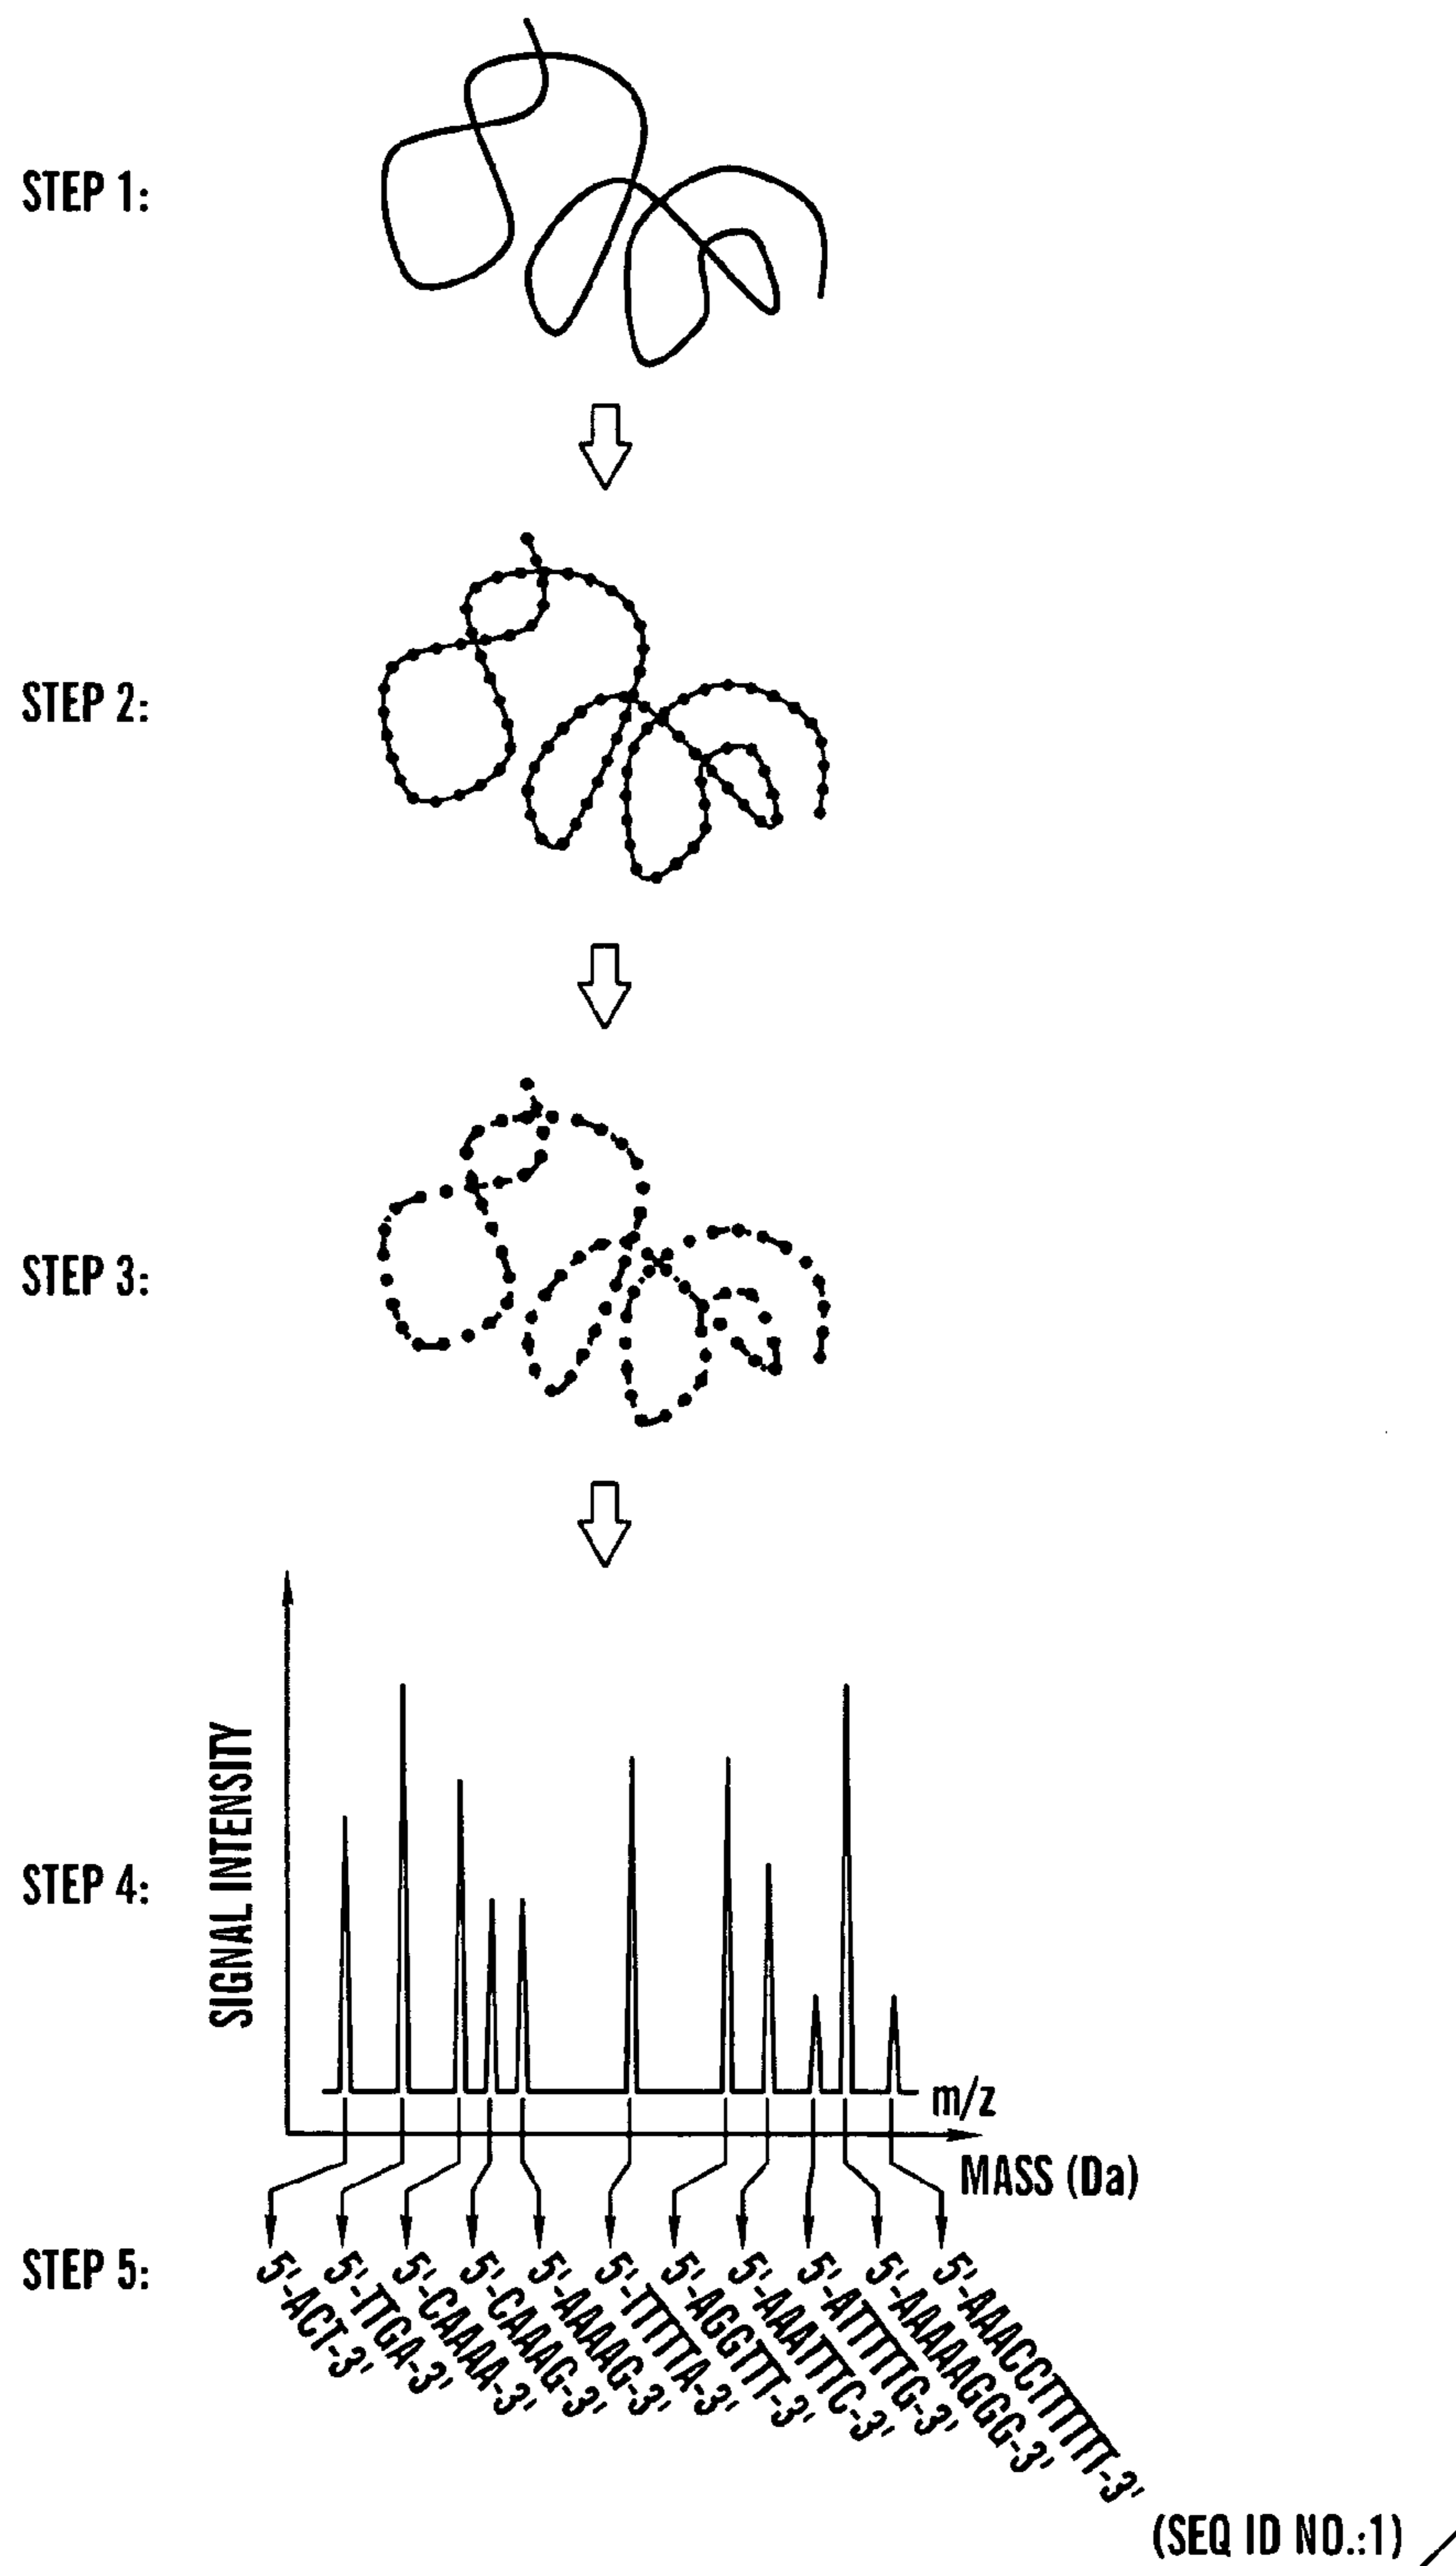 STEP 1:
STEP 2:
STEP 3:
STEP 4:
SIGNAL INTENSITY
m/z
MASS (Da)
STEP 5:
5'-ACT-3'
5'-TTGA-3'
5'-CAAAA-3'
5'-CAAAG-3'
5'-AAAAG-3'
5'-TTTTTA-3'
5'-AGGTTT-3'
5'-AAATTTC-3'
5'-ATTTTTG-3'
5'-AAAAAGGG-3'
5'-AAACCTTTTTT-3'
(SEQ ID NO.:1)